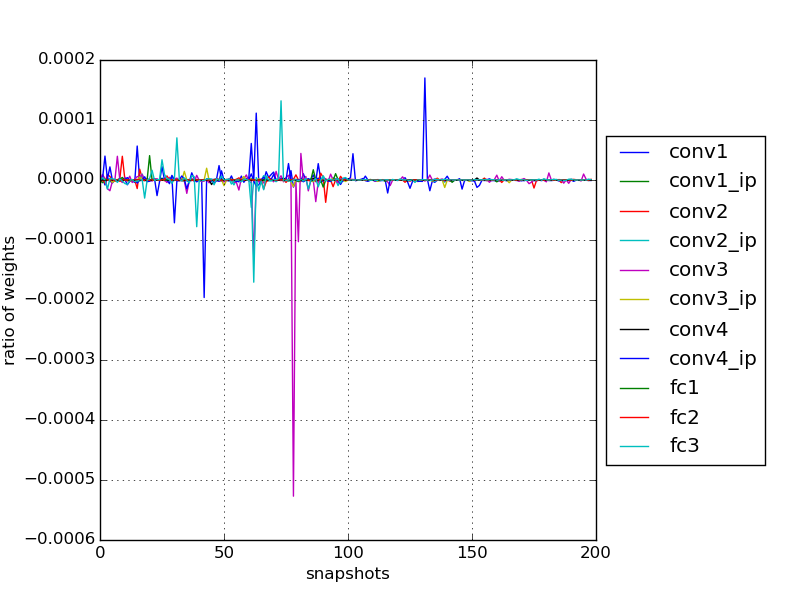 0.0002
0.0001
0.0000
−0.0001
−0.0002
−0.0003
−0.0004
−0.0005
−0.0006
ratio of weights
0 50 100 150 200
snapshots
conv1
conv1_ip
conv2
conv2_ip
conv3
conv3_ip
conv4
conv4_ip
fc1
fc2
fc3